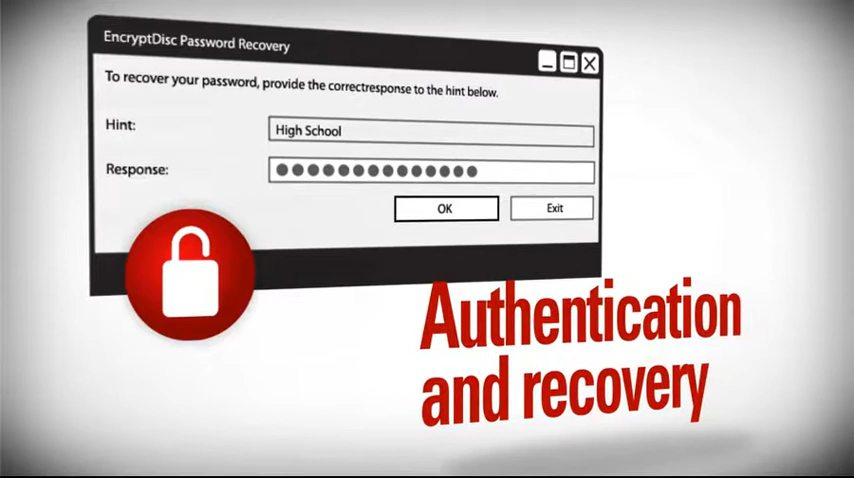 EncryptDisc Password Recovery
To recover your password, provide the correctresponse to the hint below.
Hint:
High School
Response:
OK
Exit
Authentication
and recovery